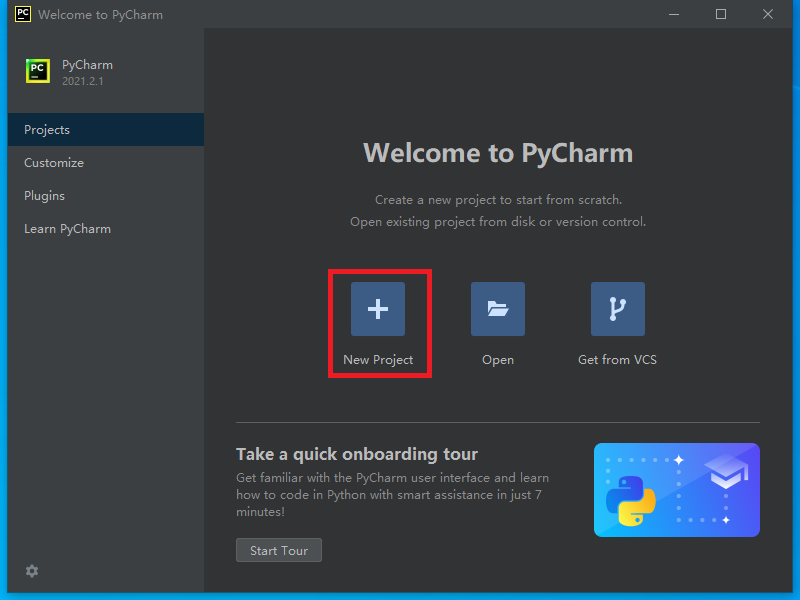 PC Welcome to PyCharm
PC PyCharm
2021.2.1
Projects
Customize
Plugins
Learn PyCharm
Welcome to PyCharm
Create a new project to start from scratch.
Open existing project from disk or version control.
New Project
Open
Get from VCS
Take a quick onboarding tour
Get familiar with the PyCharm user interface and learn
how to code in Python with smart assistance in just 7
minutes!
Start Tour